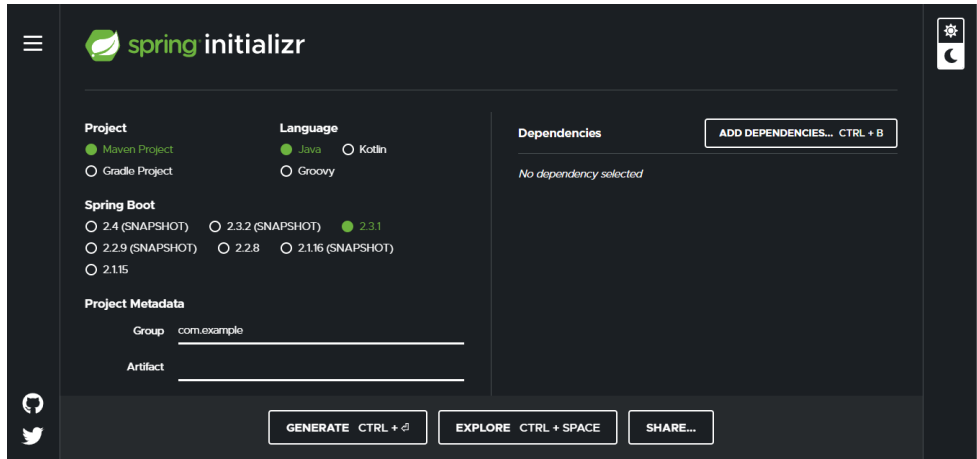 spring initializr
Project
Maven Project
Gradle Project
Language
Java Kotlin
Groovy
Spring Boot
2.4 (SNAPSHOT) 2.3.2 (SNAPSHOT) 2.3.1
2.2.9 (SNAPSHOT) 2.2.8 2.1.16 (SNAPSHOT)
2.1.15
Project Metadata
Group com.example
Artifact
Dependencies
ADD DEPENDENCIES... CTRL + B
No dependency selected
GENERATE CTRL + ⏎
EXPLORE CTRL + SPACE
SHARE...